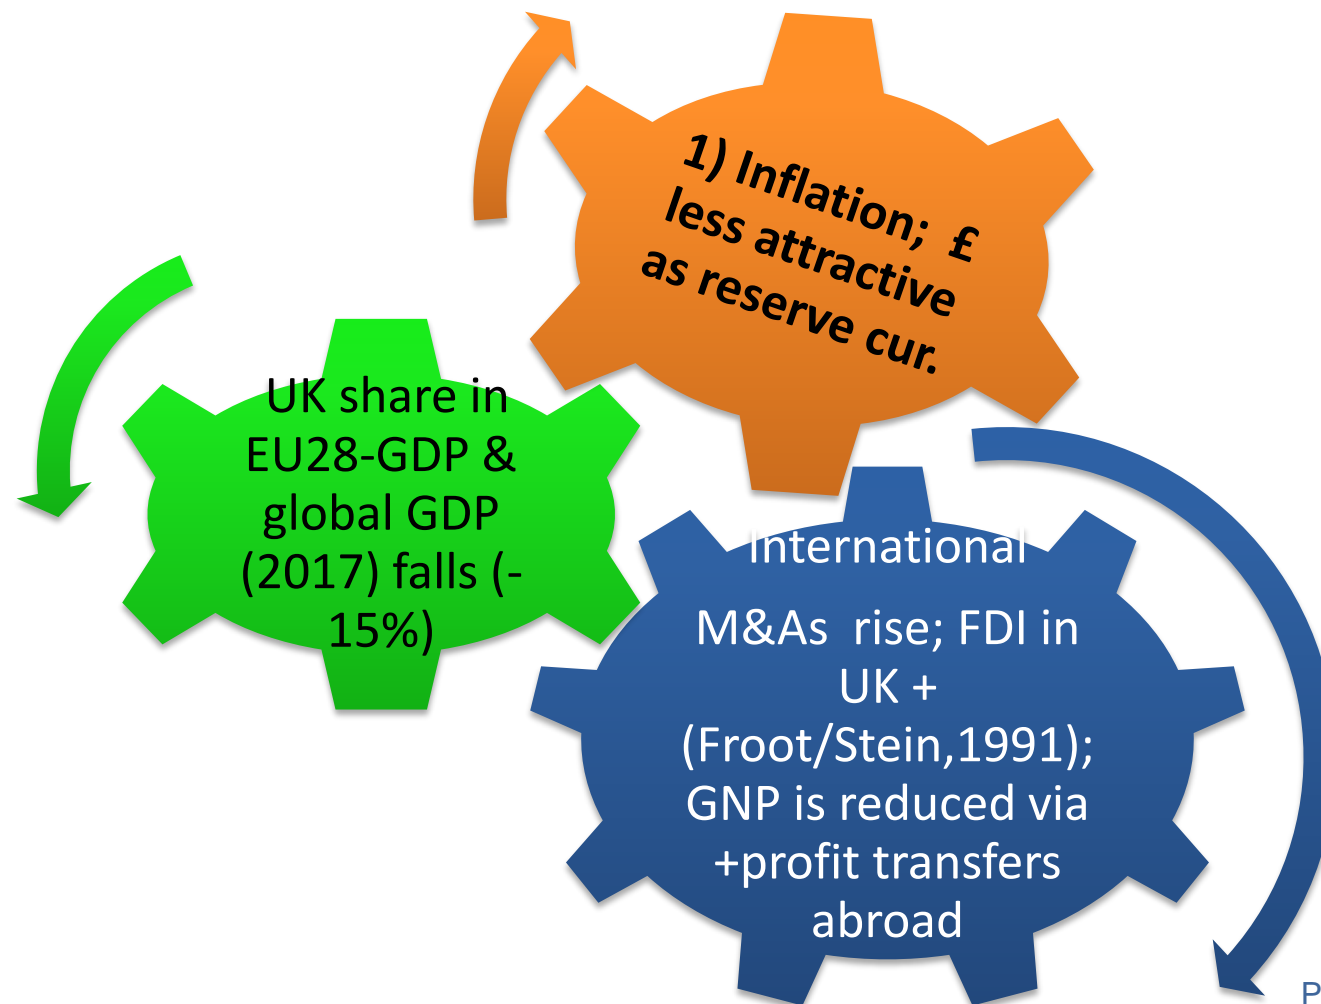 1) Inflation;  £
less attractive
as reserve cur.
UK share in
EU28-GDP &
global GDP
(2017) falls (-
15%)
International
M&As  rise; FDI in
UK +
(Froot/Stein,1991);
GNP is reduced via
+profit transfers
abroad
P